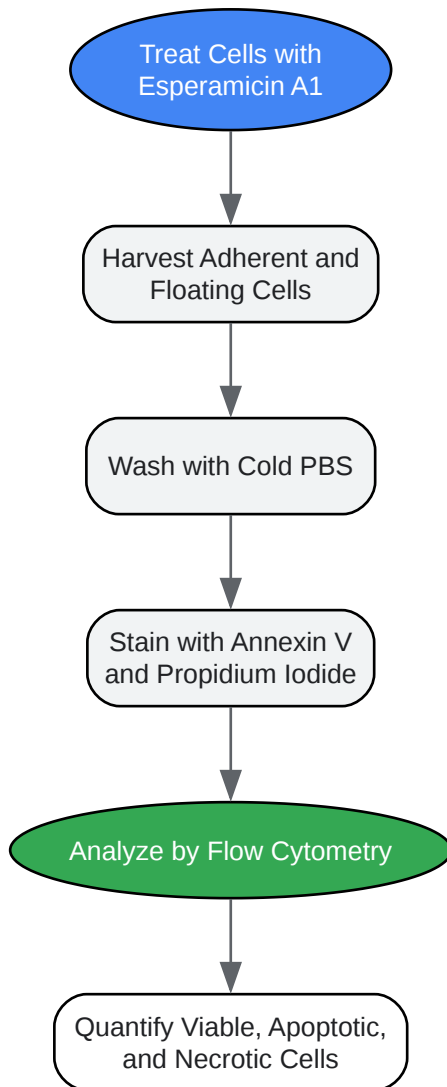 Treat Cells with
Esperamicin A1
Harvest Adherent and
Floating Cells
Wash with Cold PBS
Stain with Annexin V
and Propidium Iodide
Analyze by Flow Cytometry
Quantify Viable, Apoptotic,
and Necrotic Cells